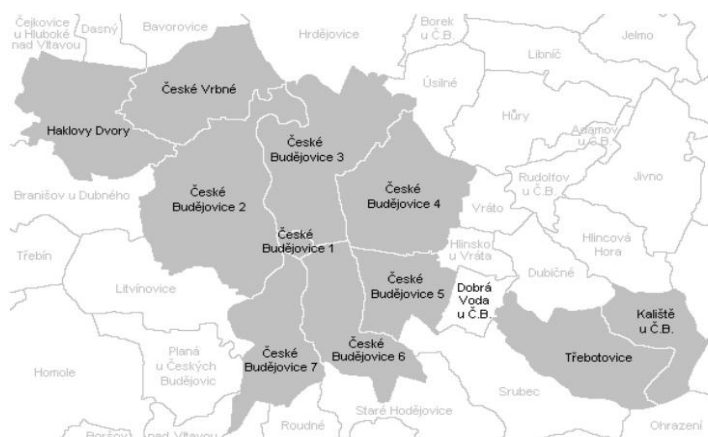 Čejkovice
u Hluboké
nad Vltavou
Dasný
Bavorovice
Hrdějovice
Borek
u Č.B.
Jelmo
Libníč
Úsilné
České Vrbné
Hůry
Haklovy Dvory
Adamov
u Č.B.
České
Budějovice 3
Rudolfov
u Č.B.
Jivno
Branišov u Dubného
České
Budějovice 2
České
Budějovice 4
Vráto
České
Budějovice 1
Hlinsko
u Vráta
Hlincová
Hora
Třebín
Dubičné
Litvínovice
České
Budějovice 5
Dobrá
Voda
u Č.B.
Kaliště
u Č.B.
Planá
u Českých
Budějovic
České
Budějovice 7
České
Budějovice 6
Třebotovice
Homole
Srubec
Staré Hodějovice
Roudné
Ohrazení
Boršov
nad Vltavou